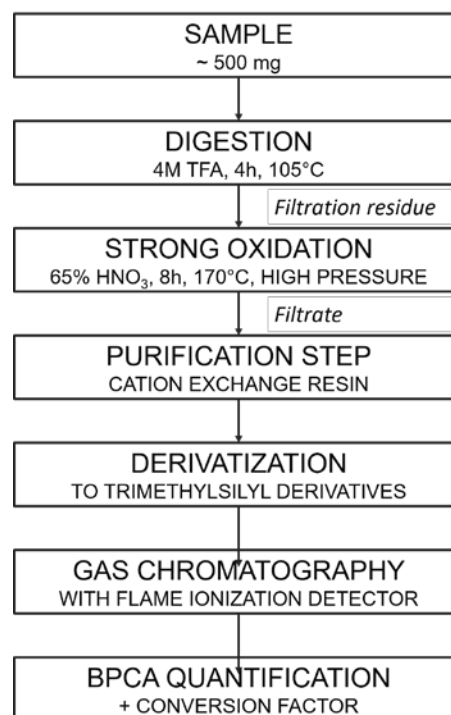 SAMPLE
~ 500 mg
DIGESTION
4M TFA, 4h, 105°C
Filtration residue
STRONG OXIDATION
65% HNO₃, 8h, 170°C, HIGH PRESSURE
Filtrate
PURIFICATION STEP
CATION EXCHANGE RESIN
DERIVATIZATION
TO TRIMETHYLSILYL DERIVATIVES
GAS CHROMATOGRAPHY
WITH FLAME IONIZATION DETECTOR
BPCA QUANTIFICATION
+ CONVERSION FACTOR